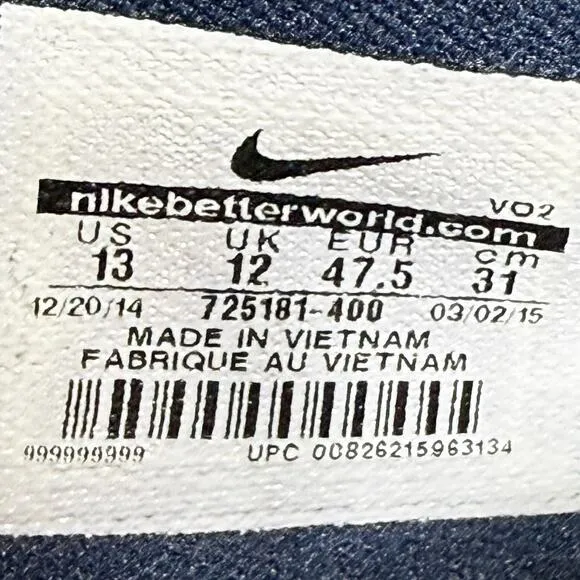 VO2
nikebetterworld.com
US UK EUR cm
13 12 47.5 31
12/20/14 725181-400 03/02/15
MADE IN VIETNAM
FABRIQUE AU VIETNAM
999999999 UPC 00826215963134